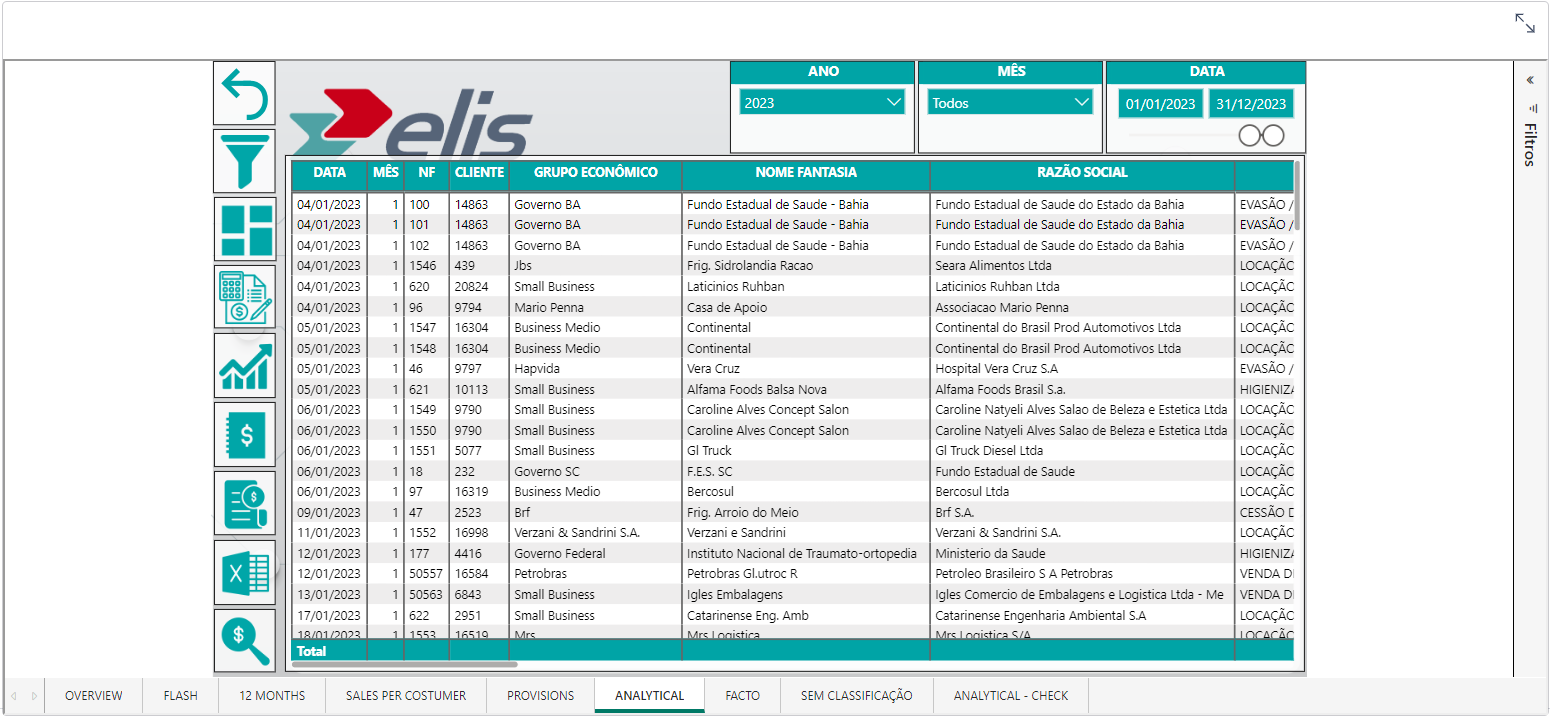 ANO MÊS DATA
2023 Todos 01/01/2023 31/12/2023
Filtros
elis
DATA MÊS NF CLIENTE GRUPO ECONÔMICO NOME FANTASIA RAZÃO SOCIAL
04/01/2023 1 100 14863 Governo BA Fundo Estadual de Saude - Bahia Fundo Estadual de Saude do Estado da Bahia EVASÃO /
04/01/2023 1 101 14863 Governo BA Fundo Estadual de Saude - Bahia Fundo Estadual de Saude do Estado da Bahia EVASÃO /
04/01/2023 1 102 14863 Governo BA Fundo Estadual de Saude - Bahia Fundo Estadual de Saude do Estado da Bahia EVASÃO /
04/01/2023 1 1546 439 Jbs Frig. Sidrolandia Racao Seara Alimentos Ltda LOCAÇÃO
04/01/2023 1 620 20824 Small Business Laticinios Ruhban Laticinios Ruhban Ltda LOCAÇÃO
04/01/2023 1 96 9794 Mario Penna Casa de Apoio Associacao Mario Penna LOCAÇÃO
05/01/2023 1 1547 16304 Business Medio Continental Continental do Brasil Prod Automotivos Ltda LOCAÇÃO
05/01/2023 1 1548 16304 Business Medio Continental Continental do Brasil Prod Automotivos Ltda LOCAÇÃO
05/01/2023 1 46 9797 Hapvida Vera Cruz Hospital Vera Cruz S.A EVASÃO /
05/01/2023 1 621 10113 Small Business Alfama Foods Balsa Nova Alfama Foods Brasil S.a. HIGIENIZA
06/01/2023 1 1549 9790 Small Business Caroline Alves Concept Salon Caroline Natyeli Alves Salao de Beleza e Estetica Ltda LOCAÇÃO
06/01/2023 1 1550 9790 Small Business Caroline Alves Concept Salon Caroline Natyeli Alves Salao de Beleza e Estetica Ltda LOCAÇÃO
06/01/2023 1 1551 5077 Small Business Gl Truck Gl Truck Diesel Ltda LOCAÇÃO
06/01/2023 1 18 232 Governo SC F.E.S. SC Fundo Estadual de Saude LOCAÇÃO
06/01/2023 1 97 16319 Business Medio Bercosul Bercosul Ltda LOCAÇÃO
09/01/2023 1 47 2523 Brf Frig. Arroio do Meio Brf S.A. CESSÃO D
11/01/2023 1 1552 16998 Verzani & Sandrini S.A. Verzani e Sandrini Verzani & Sandrini S.A. LOCAÇÃO
12/01/2023 1 177 4416 Governo Federal Instituto Nacional de Traumato-ortopedia Ministerio da Saude HIGIENIZA
12/01/2023 1 50557 16584 Petrobras Petrobras Gl.utroc R Petroleo Brasileiro S A Petrobras VENDA DE
13/01/2023 1 50563 6843 Small Business Igles Embalagens Igles Comercio de Embalagens e Logistica Ltda - Me VENDA DE
17/01/2023 1 622 2951 Small Business Catarinense Eng. Amb Catarinense Engenharia Ambiental S.A LOCAÇÃO
18/01/2023 1 1553 16519 Mrs Mrs Logistica Mrs Logistica S/A LOCAÇÃO
Total
OVERVIEW FLASH 12 MONTHS SALES PER COSTUMER PROVISIONS ANALYTICAL FACTO SEM CLASSIFICAÇÃO ANALYTICAL - CHECK